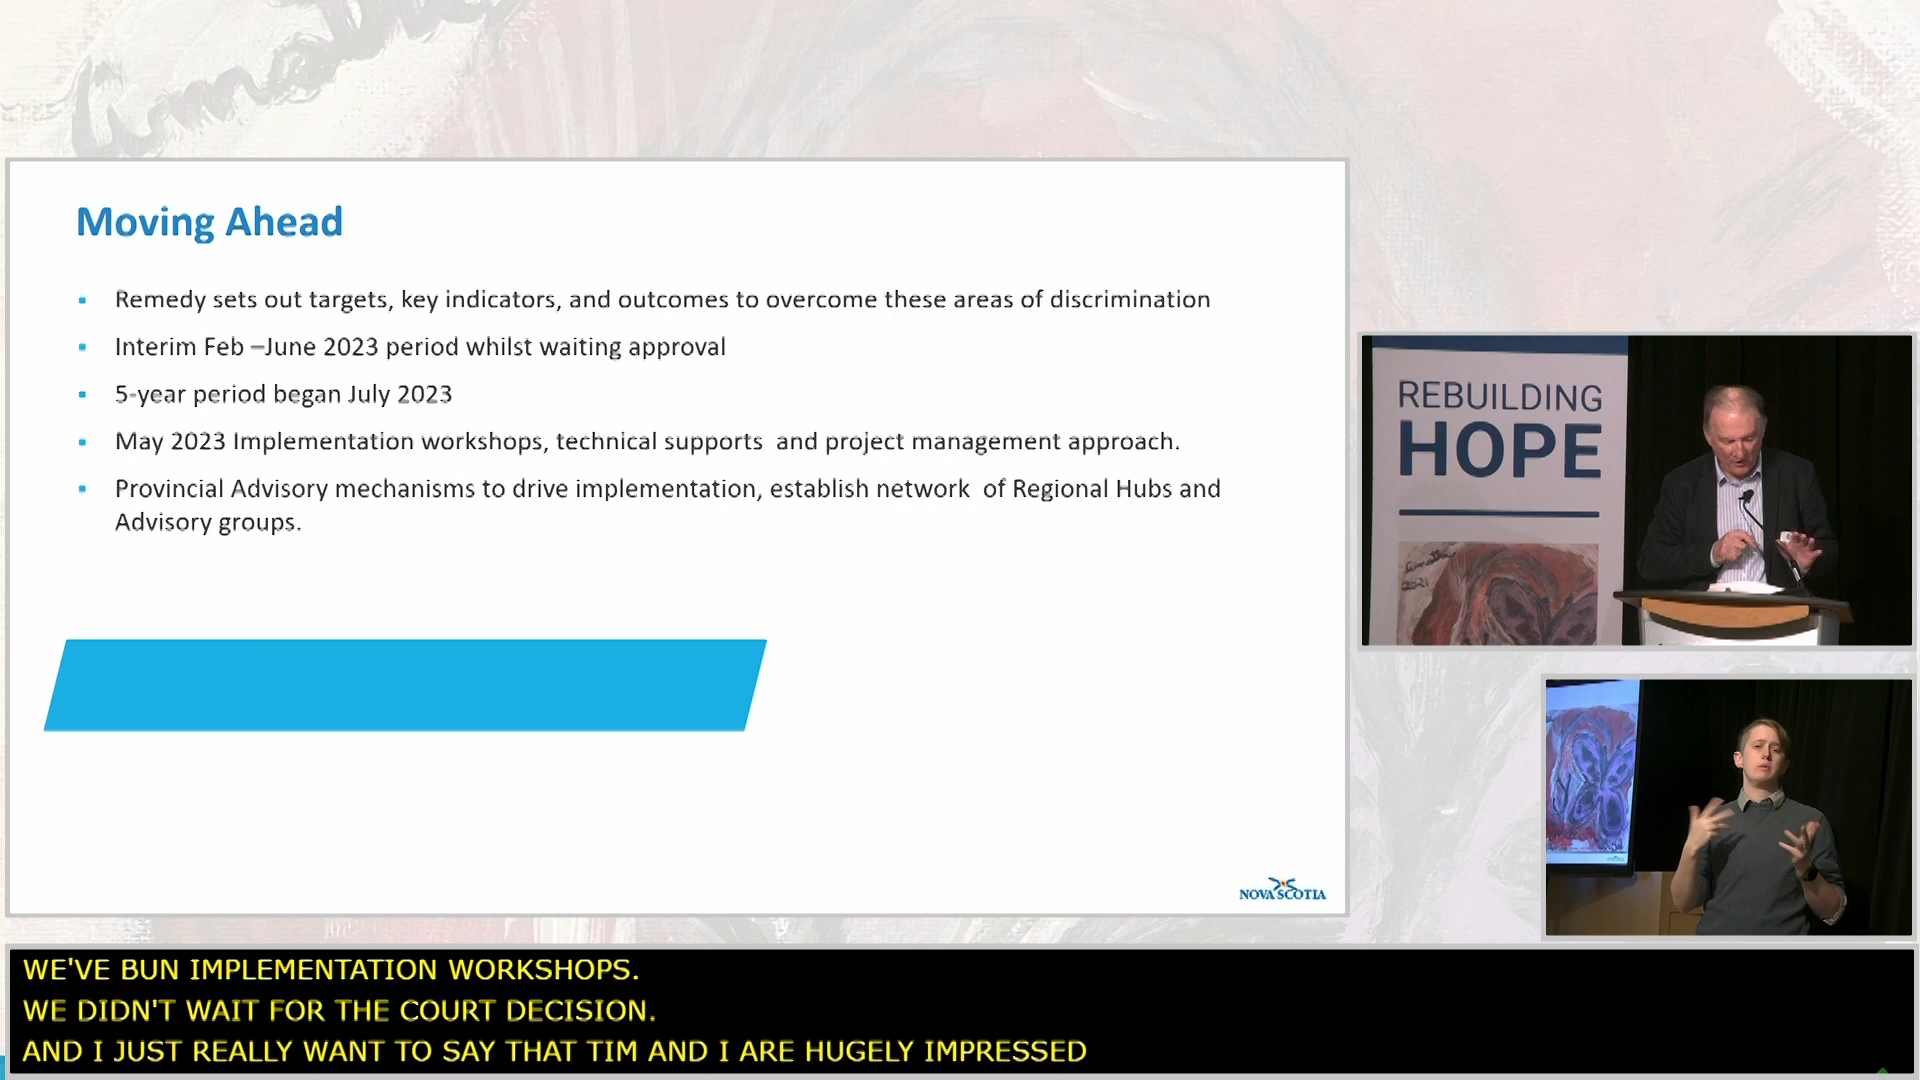 Moving Ahead
Remedy sets out targets, key indicators, and outcomes to overcome these areas of discrimination
Interim Feb –June 2023 period whilst waiting approval
5-year period began July 2023
May 2023 Implementation workshops, technical supports  and project management approach.
Provincial Advisory mechanisms to drive implementation, establish network  of Regional Hubs and
Advisory groups.
NOVA SCOTIA
REBUILDING
HOPE
WE'VE BUN IMPLEMENTATION WORKSHOPS.
WE DIDN'T WAIT FOR THE COURT DECISION.
AND I JUST REALLY WANT TO SAY THAT TIM AND I ARE HUGELY IMPRESSED